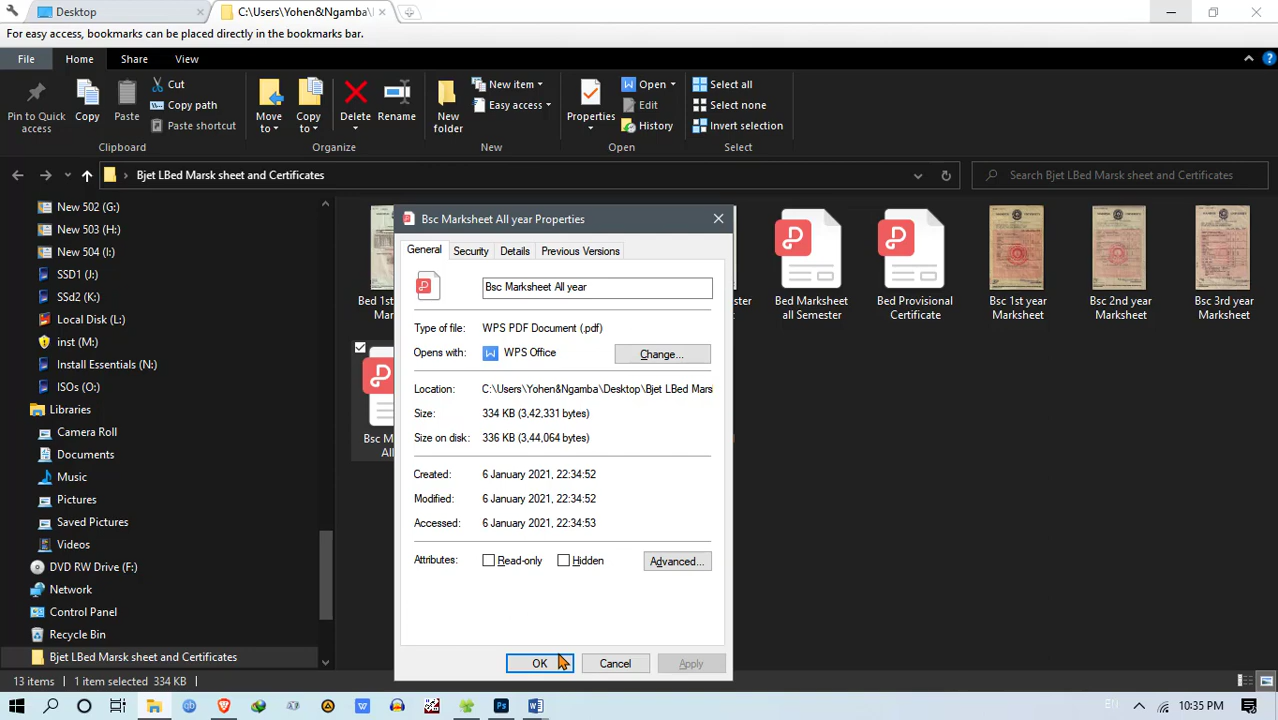 Desktop
C:\Users\Yohen&Ngamba\
For easy access, bookmarks can be placed directly in the bookmarks bar.
File Home Share View
Pin to Quick access
Copy
Paste
Cut
Copy path
Paste shortcut
Clipboard
Move to
Copy to
Delete
Rename
Organize
New folder
New item
Easy access
New
Properties
Open
Edit
History
Open
Select all
Select none
Invert selection
Select
Bjet LBed Marsk sheet and Certificates
Search Bjet LBed Marsk sheet and Certificates
New 502 (G:)
New 503 (H:)
New 504 (I:)
SSD1 (J:)
SSd2 (K:)
Local Disk (L:)
inst (M:)
Install Essentials (N:)
ISOs (O:)
Libraries
Camera Roll
Documents
Music
Pictures
Saved Pictures
Videos
DVD RW Drive (F:)
Network
Control Panel
Recycle Bin
Bjet LBed Marsk sheet and Certificates
Bed 1st
Mar
ster
Bed Marksheet
all Semester
Bed Provisional
Certificate
Bsc 1st year
Marksheet
Bsc 2nd year
Marksheet
Bsc 3rd year
Marksheet
Bsc M
Al
Bsc Marksheet All year Properties
General Security Details Previous Versions
Bsc Marksheet All year
Type of file: WPS PDF Document (.pdf)
Opens with: WPS Office Change...
Location: C:\Users\Yohen&Ngamba\Desktop\Bjet LBed Mars
Size: 334 KB (3,42,331 bytes)
Size on disk: 336 KB (3,44,064 bytes)
Created: 6 January 2021, 22:34:52
Modified: 6 January 2021, 22:34:52
Accessed: 6 January 2021, 22:34:53
Attributes: Read-only Hidden Advanced...
OK Cancel Apply
13 items 1 item selected 334 KB
EN 10:35 PM